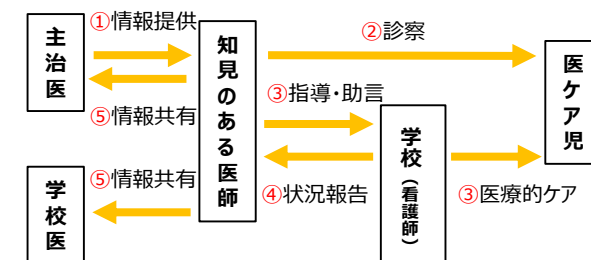 主治医
①情報提供
知見のある医師
②診察
医ケア児
⑤情報共有
③指導・助言
学校(看護師)
学校医
⑤情報共有
④状況報告
③医療的ケア